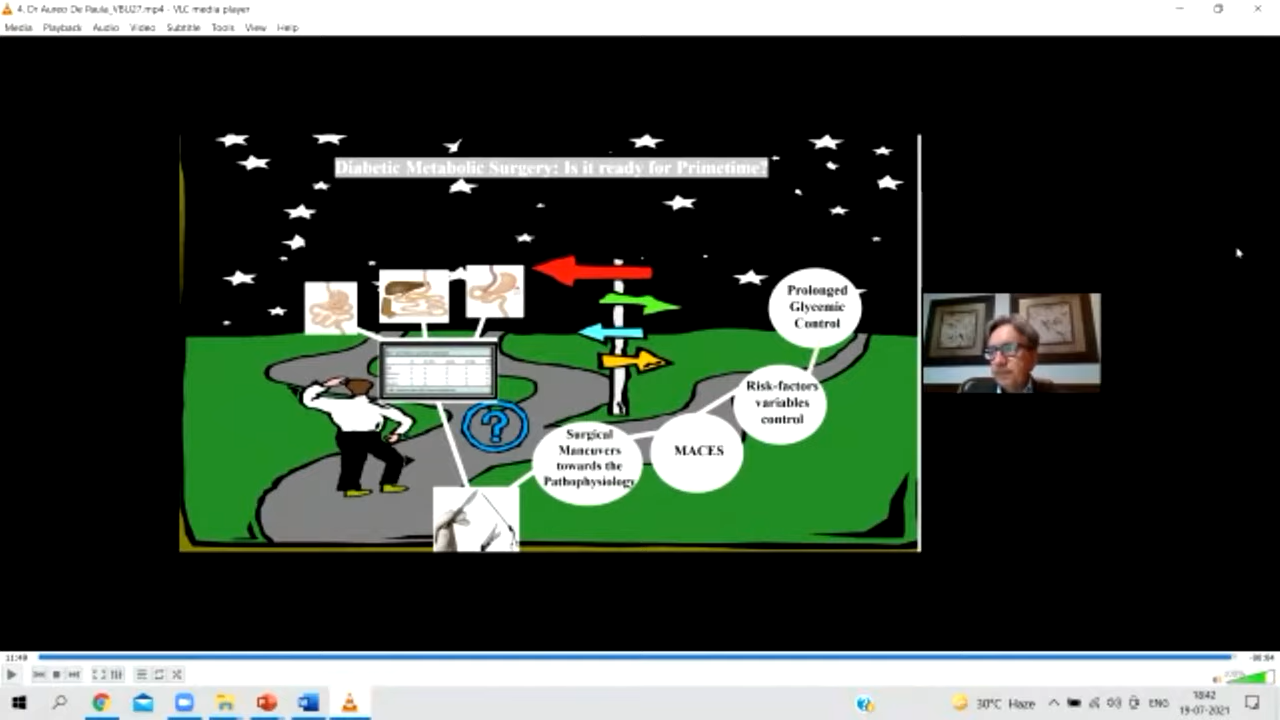 4. Dr Aureo De Paula_VBU27.mp4 - VLC media player
Media Playback Audio Video Subtitle Tools View Help
Diabetic Metabolic Surgery: Is it ready for Primetime?
Prolonged
Glycemic
Control
Risk-factors
variables
control
?
Surgical
Maneuvers
towards the
Pathophysiology
MACES
11:49
-00:04
30°C Haze
ENG
18:42
19-07-2021